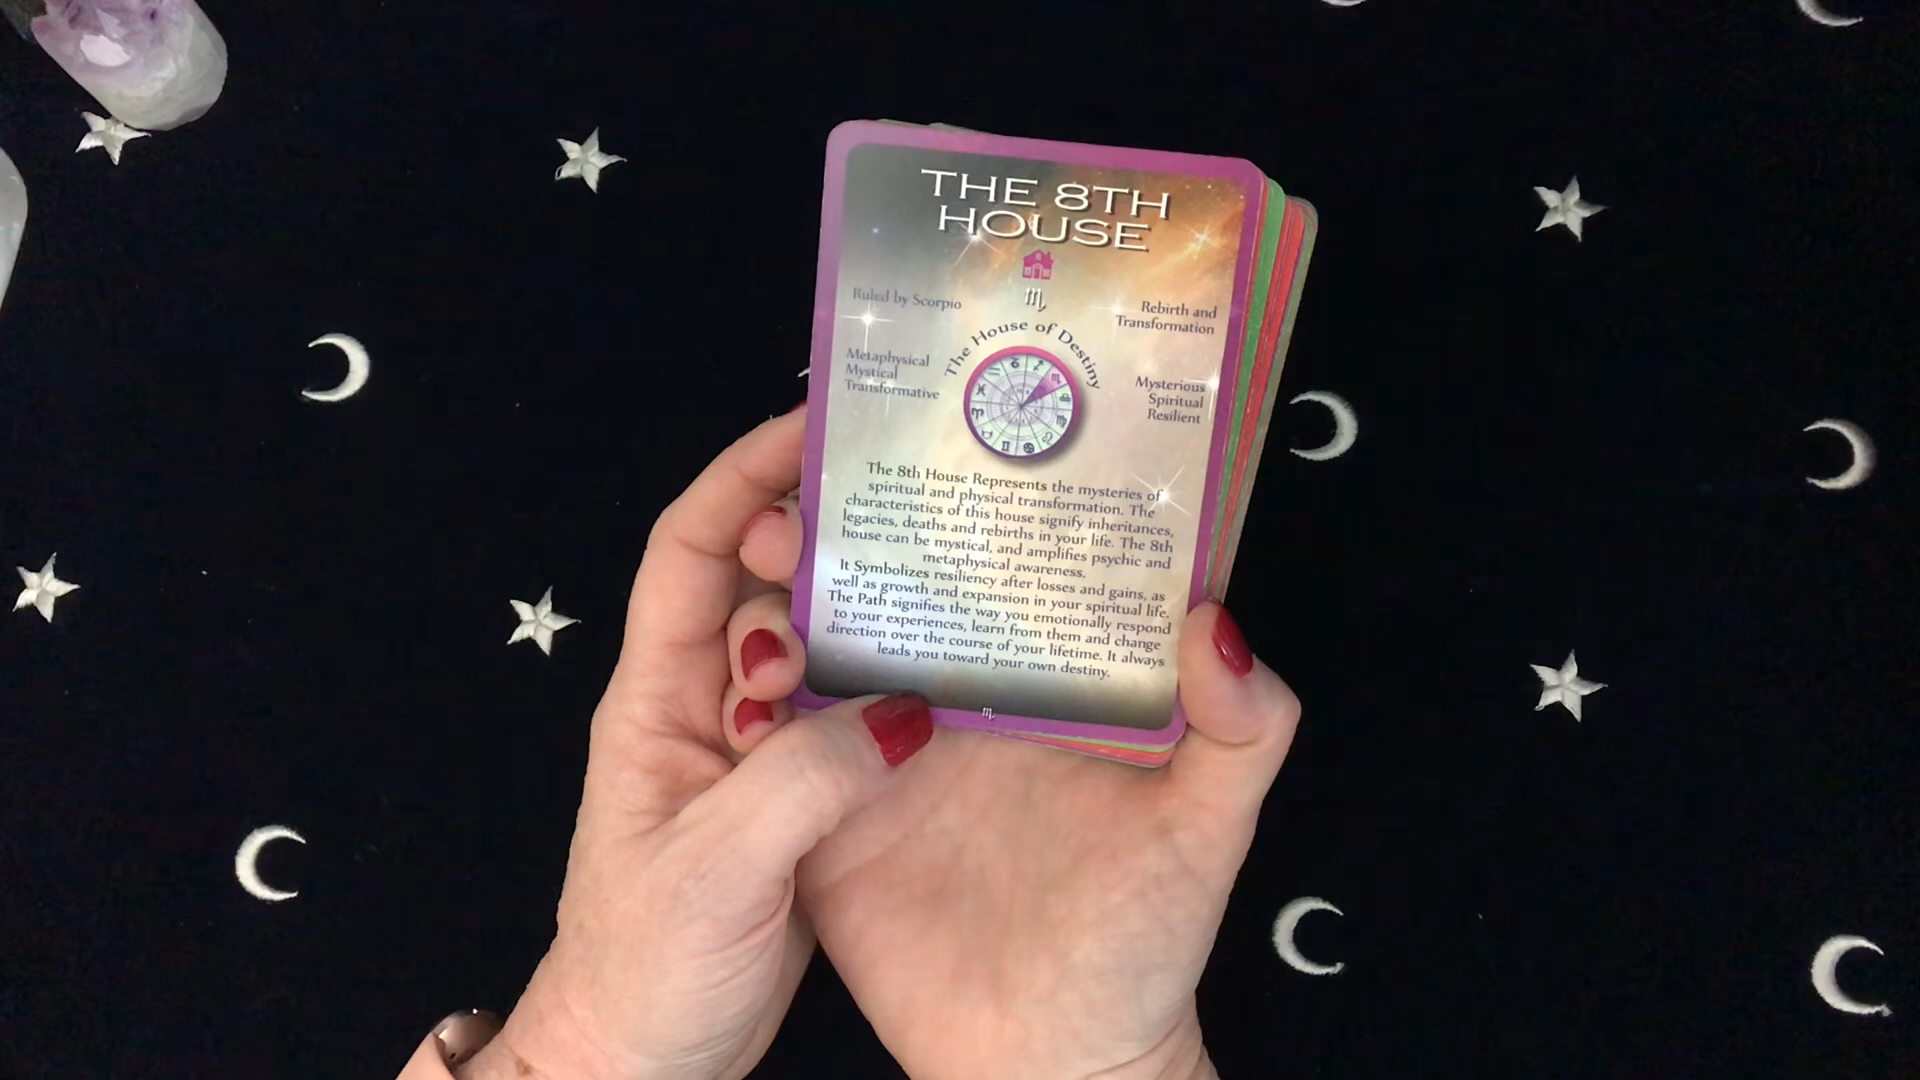 THE 8TH
HOUSE
♏
Ruled by Scorpio
Rebirth and
Transformation
The House of Destiny
Metaphysical
Mystical
Transformative
Mysterious
Spiritual
Resilient
The 8th House Represents the mysteries of
spiritual and physical transformation. The
characteristics of this house signify inheritances,
legacies, deaths and rebirths in your life. The 8th
house can be mystical, and amplifies psychic and
metaphysical awareness.
It Symbolizes resiliency after losses and gains, as
well as growth and expansion in your spiritual life.
The Path signifies the way you emotionally respond
to your experiences, learn from them and change
direction over the course of your lifetime. It always
leads you toward your own destiny.
♏